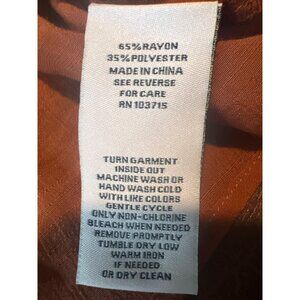 65% RAYON
35% POLYESTER
MADE IN CHINA
SEE REVERSE
FOR CARE
RN 103715
TURN GARMENT
INSIDE OUT
MACHINE WASH OR
HAND WASH COLD
WITH LIKE COLORS
GENTLE CYCLE
ONLY NON-CHLORINE
BLEACH WHEN NEEDED
REMOVE PROMPTLY
TUMBLE DRY LOW
WARM IRON
IF NEEDED
OR DRY CLEAN